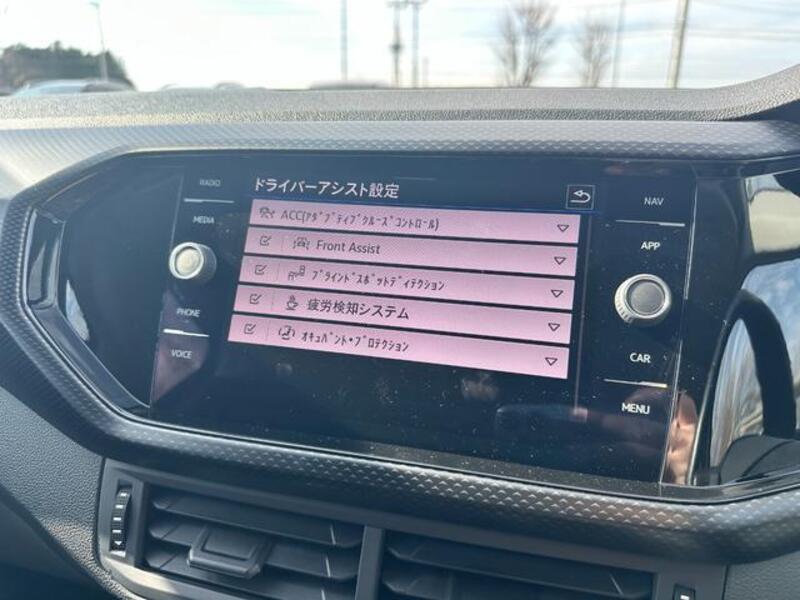 RADIO
MEDIA
PHONE
VOICE
ドライバーアシスト設定
ACC(ｱﾀﾞﾌﾟﾃｨﾌﾞｸﾙｰｽﾞｺﾝﾄﾛｰﾙ)
Front Assist
ﾌﾞﾗｲﾝﾄﾞｽﾎﾟｯﾄﾃﾞｨﾃｸｼｮﾝ
疲労検知システム
ｵｷｭﾊﾟﾝﾄ・ﾌﾟﾛﾃｸｼｮﾝ
NAV
APP
CAR
MENU